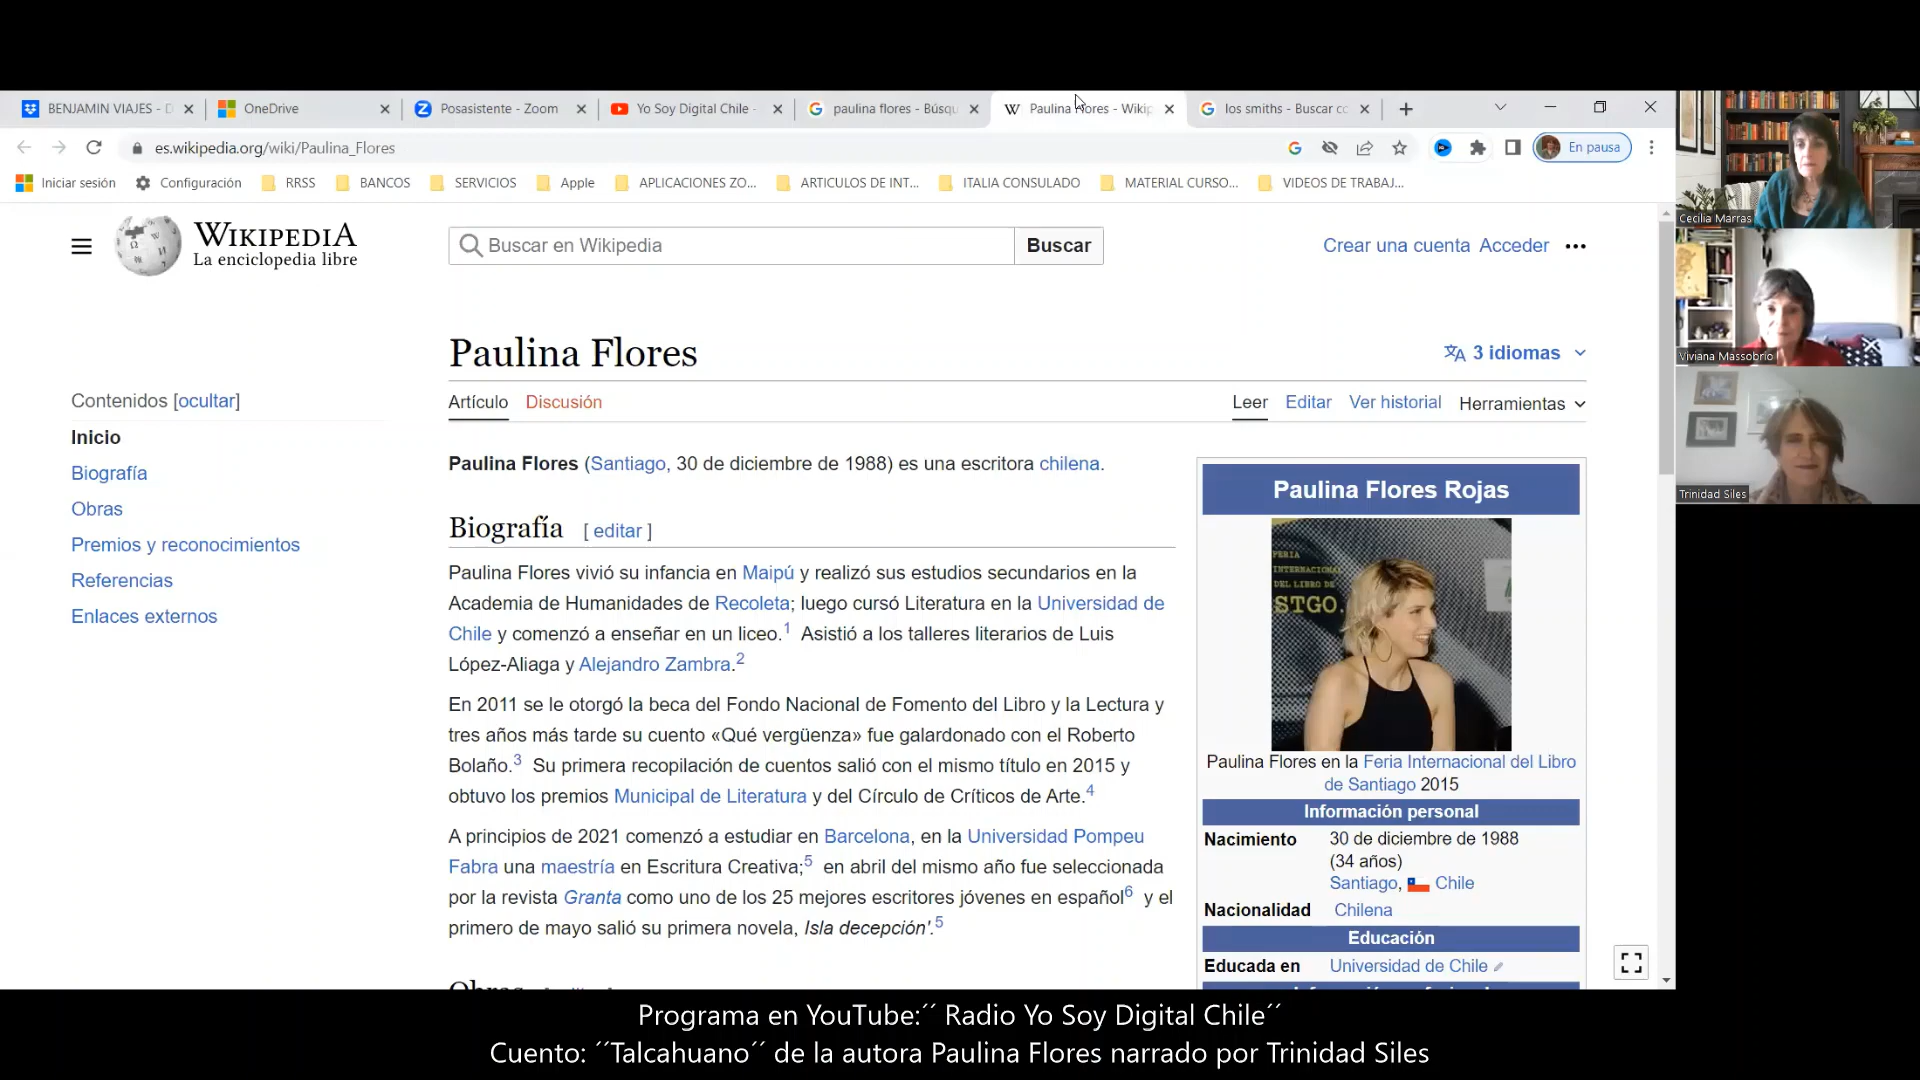 BENJAMIN VIAJES - D
OneDrive
Posasistente - Zoom
Yo Soy Digital Chile -
paulina flores - Búsqu
Paulina Flores - Wikip
los smiths - Buscar co
es.wikipedia.org/wiki/Paulina_Flores
En pausa
Iniciar sesión
Configuración
RRSS
BANCOS
SERVICIOS
Apple
APLICACIONES ZO...
ARTICULOS DE INT...
ITALIA CONSULADO
MATERIAL CURSO...
VIDEOS DE TRABAJ...
WIKIPEDIA
La enciclopedia libre
Buscar en Wikipedia
Buscar
Crear una cuenta Acceder
Paulina Flores
3 idiomas
Artículo Discusión
Leer Editar Ver historial Herramientas
Contenidos [ocultar]
Inicio
Biografía
Obras
Premios y reconocimientos
Referencias
Enlaces externos
Paulina Flores (Santiago, 30 de diciembre de 1988) es una escritora chilena.
Biografía [ editar ]
Paulina Flores vivió su infancia en Maipú y realizó sus estudios secundarios en la
Academia de Humanidades de Recoleta; luego cursó Literatura en la Universidad de
Chile y comenzó a enseñar en un liceo.1 Asistió a los talleres literarios de Luis
López-Aliaga y Alejandro Zambra.2
En 2011 se le otorgó la beca del Fondo Nacional de Fomento del Libro y la Lectura y
tres años más tarde su cuento «Qué vergüenza» fue galardonado con el Roberto
Bolaño.3 Su primera recopilación de cuentos salió con el mismo título en 2015 y
obtuvo los premios Municipal de Literatura y del Círculo de Críticos de Arte.4
A principios de 2021 comenzó a estudiar en Barcelona, en la Universidad Pompeu
Fabra una maestría en Escritura Creativa;5 en abril del mismo año fue seleccionada
por la revista Granta como uno de los 25 mejores escritores jóvenes en español6 y el
primero de mayo salió su primera novela, Isla decepción'.5
Paulina Flores Rojas
FERIA
INTERNACIONAL
DEL LIBRO DE
STGO.
Paulina Flores en la Feria Internacional del Libro
de Santiago 2015
Información personal
Nacimiento 30 de diciembre de 1988
(34 años)
Santiago, Chile
Nacionalidad Chilena
Educación
Educada en Universidad de Chile
Cecilia Marras
Viviana Massobrio
Trinidad Siles
Programa en YouTube:´´ Radio Yo Soy Digital Chile´´
Cuento: ´´Talcahuano´´ de la autora Paulina Flores narrado por Trinidad Siles